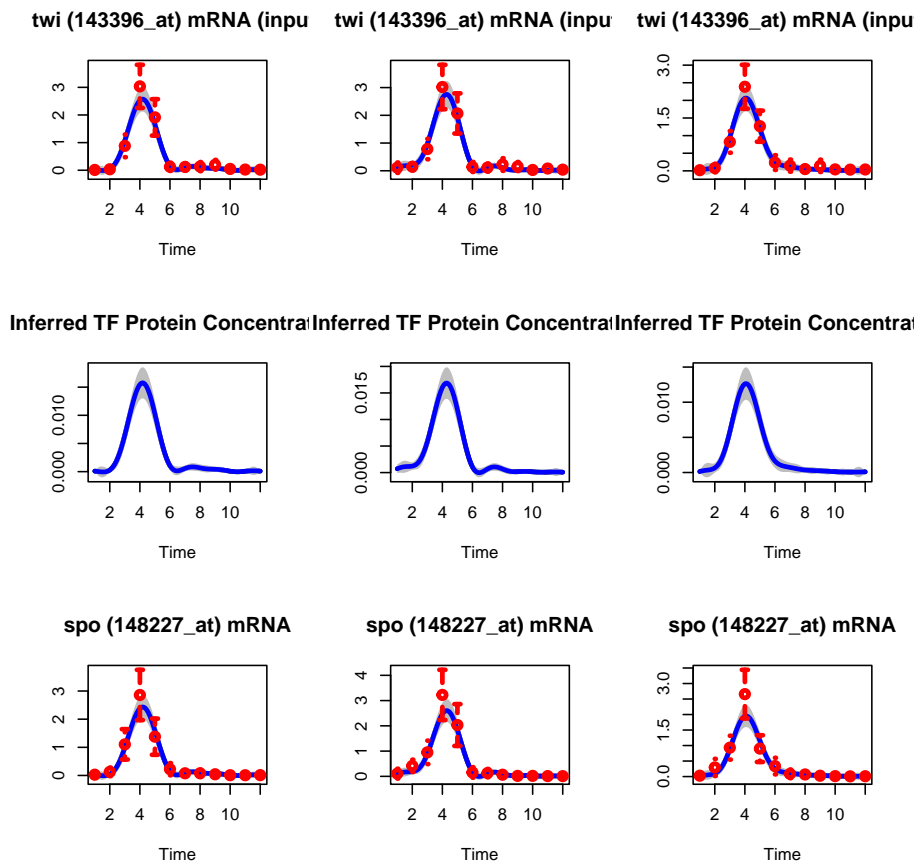 twi (143396_at) mRNA (inpu
twi (143396_at) mRNA (inpu
twi (143396_at) mRNA (inpu
3
2
1
0
2 4 6 8 10
Time
3
2
1
0
2 4 6 8 10
Time
3.0
1.5
0.0
2 4 6 8 10
Time
Inferred TF Protein Concentrat
Inferred TF Protein Concentrat
Inferred TF Protein Concentrat
0.010
0.000
2 4 6 8 10
Time
0.015
0.000
2 4 6 8 10
Time
0.010
0.000
2 4 6 8 10
Time
spo (148227_at) mRNA
spo (148227_at) mRNA
spo (148227_at) mRNA
3
2
1
0
2 4 6 8 10
Time
4
3
2
1
0
2 4 6 8 10
Time
3.0
1.5
0.0
2 4 6 8 10
Time